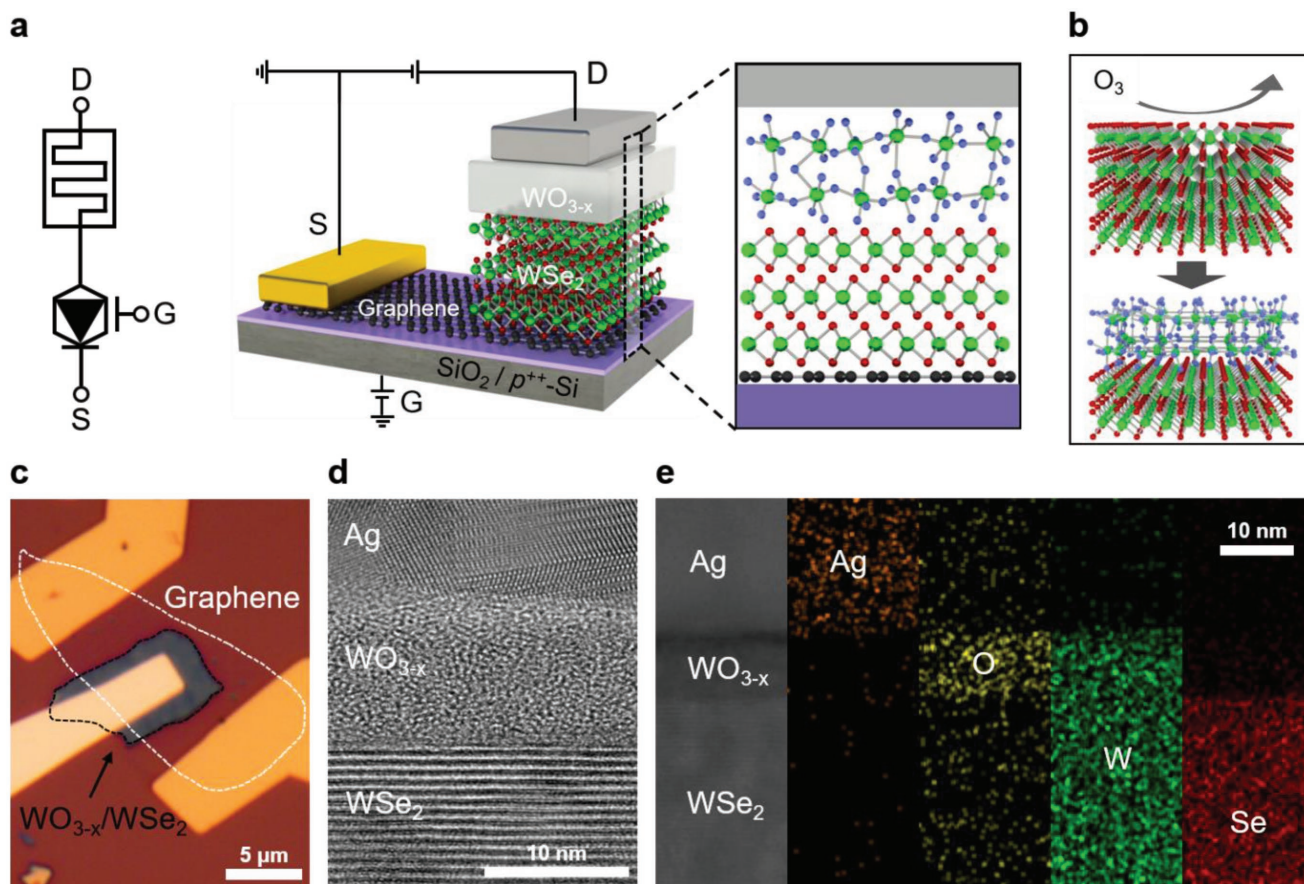 a
D
G
S
D
S
WO₃₋ₓ
WSe₂
Graphene
SiO₂ / p⁺⁺-Si
G
b
O₃
c
Graphene
WO₃₋ₓ/WSe₂
5 µm
d
Ag
WO₃₋ₓ
WSe₂
10 nm
e
Ag
WO₃₋ₓ
WSe₂
Ag
O
W
Se
10 nm